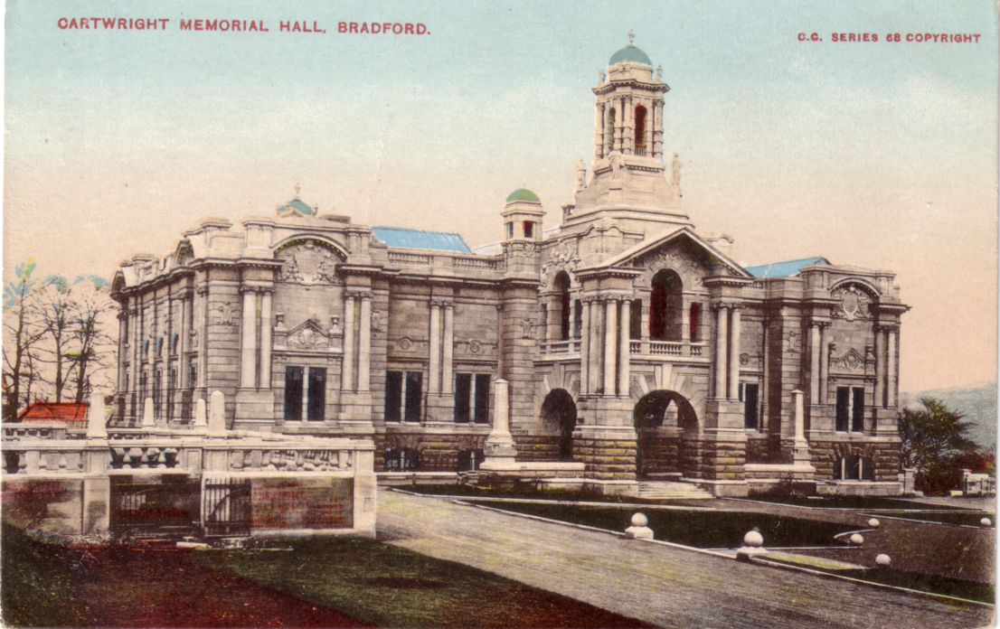 CARTWRIGHT MEMORIAL HALL, BRADFORD.
C.C. SERIES 68 COPYRIGHT